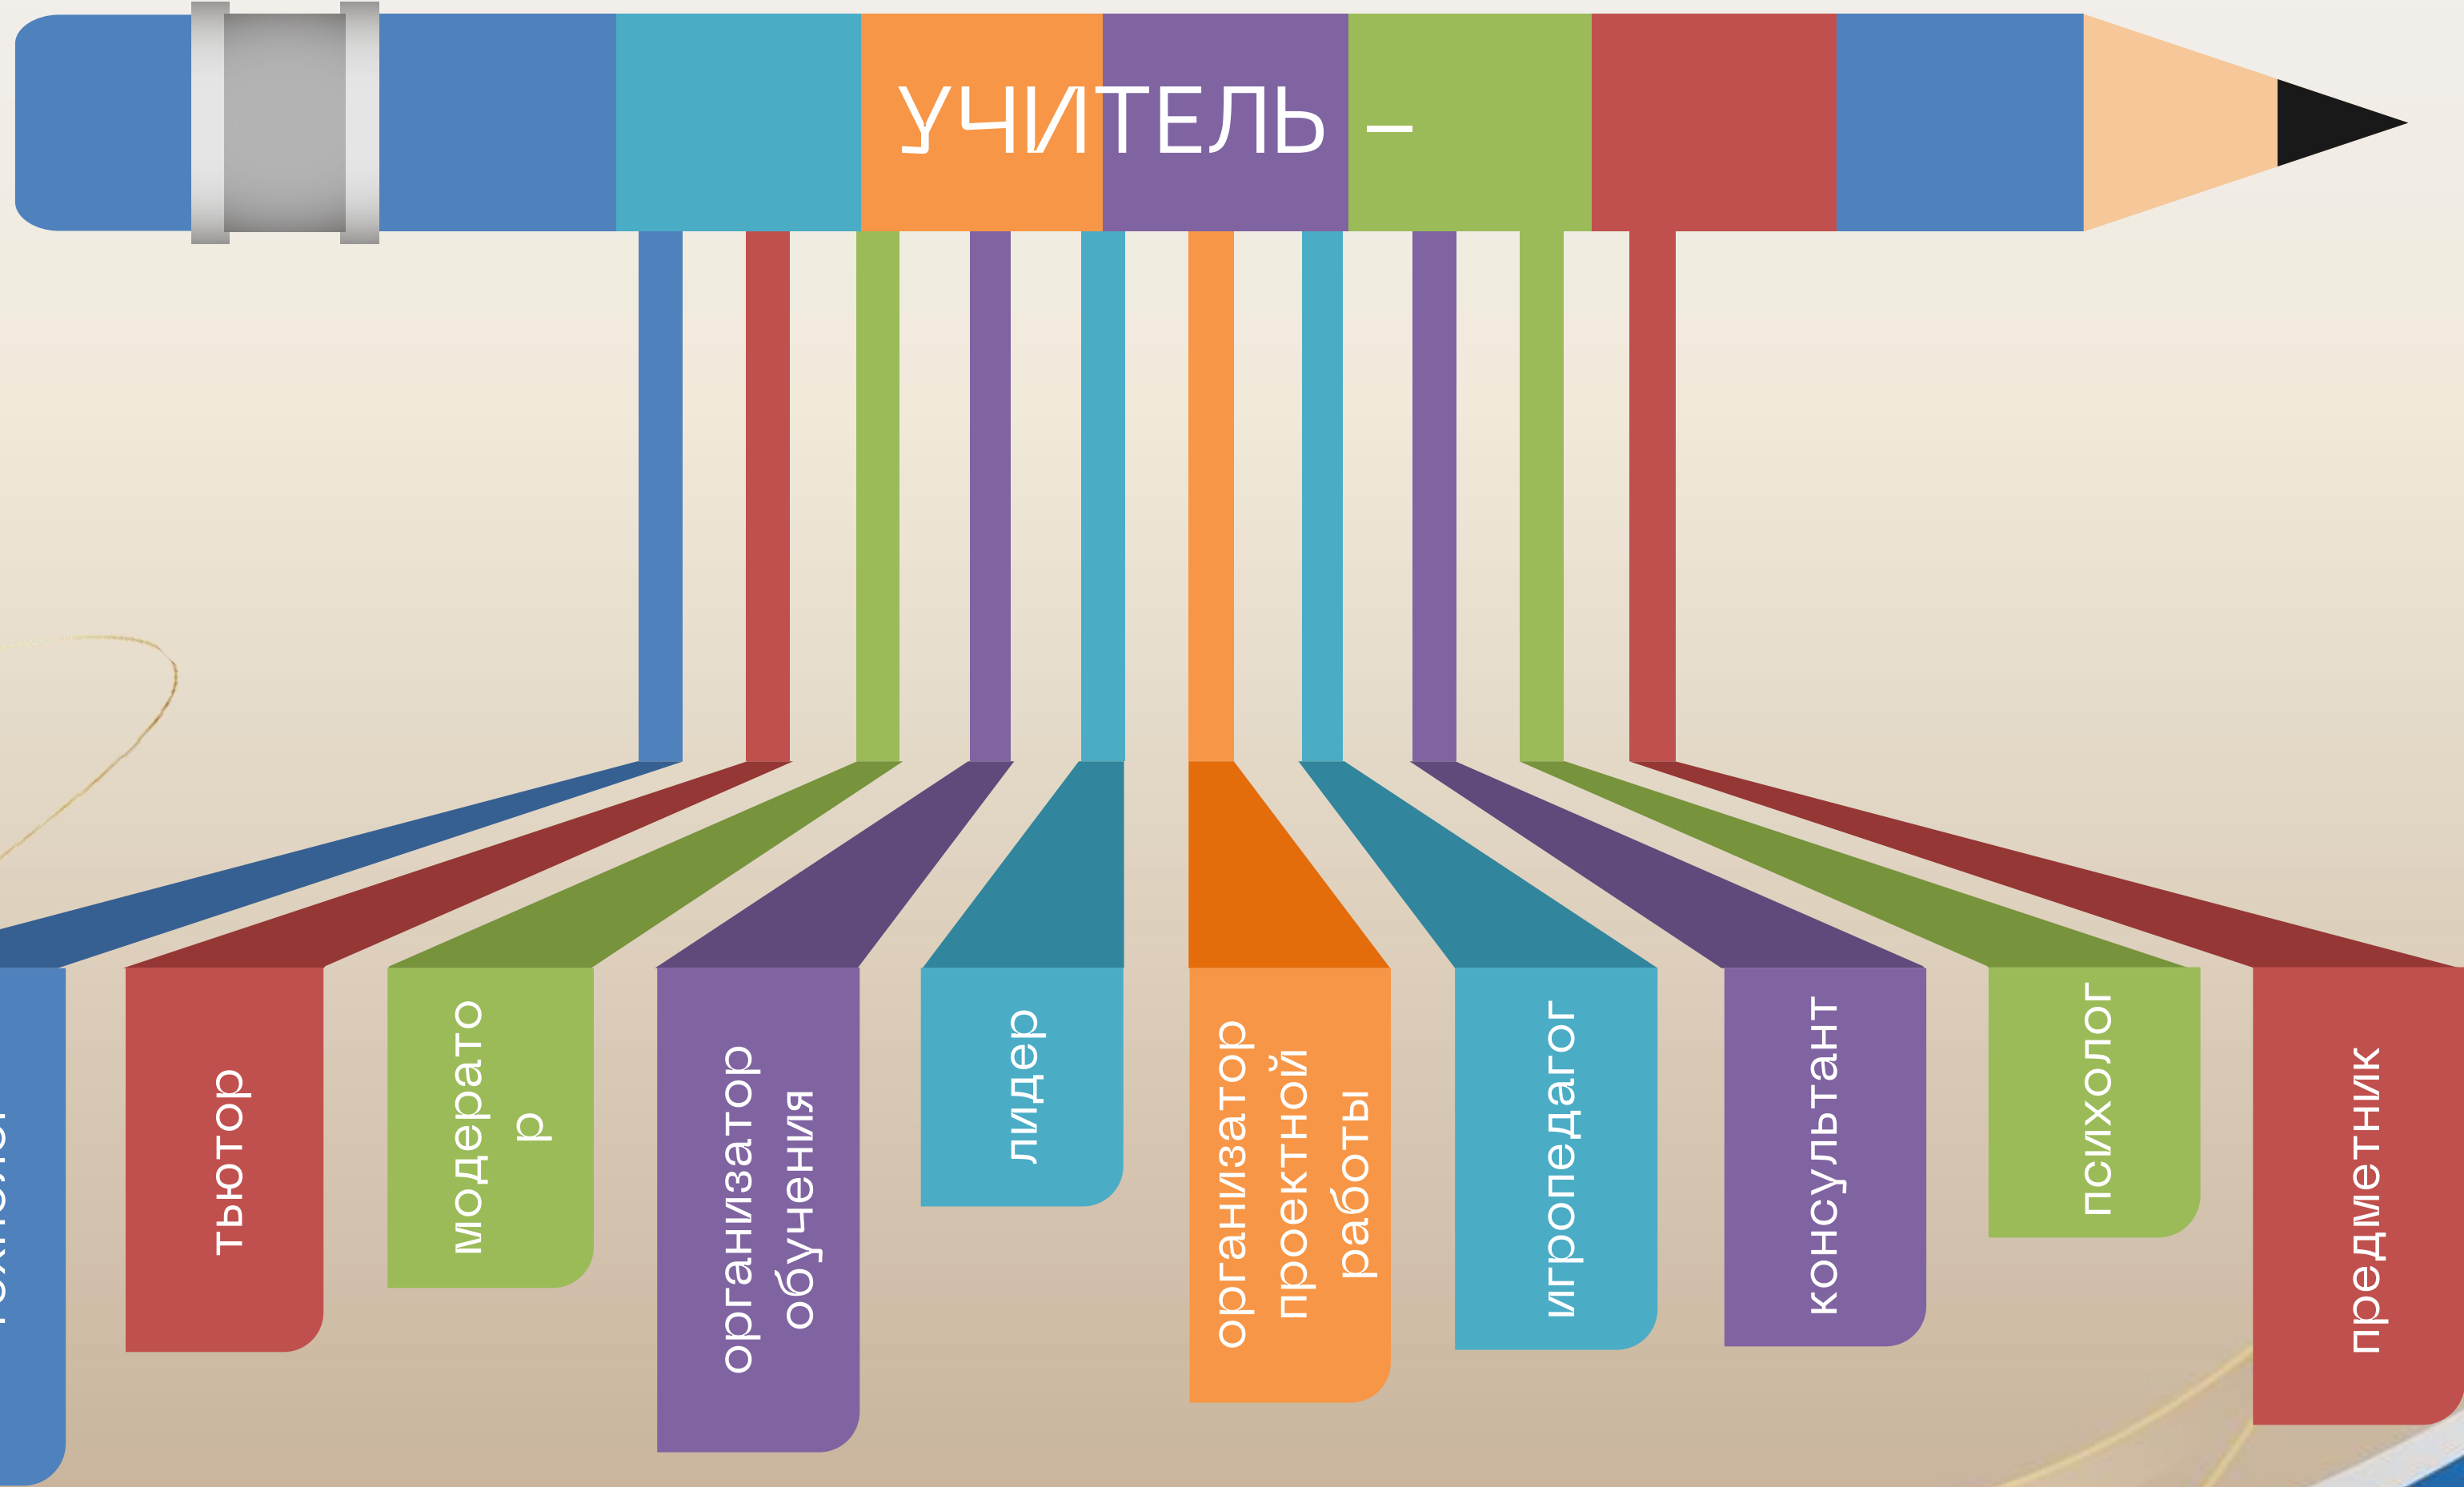 УЧИТЕЛЬ –
тьютор
модерато
р
организатор
обучения
лидер
организатор
проектной
работы
игропедагог
консультант
психолог
предметник